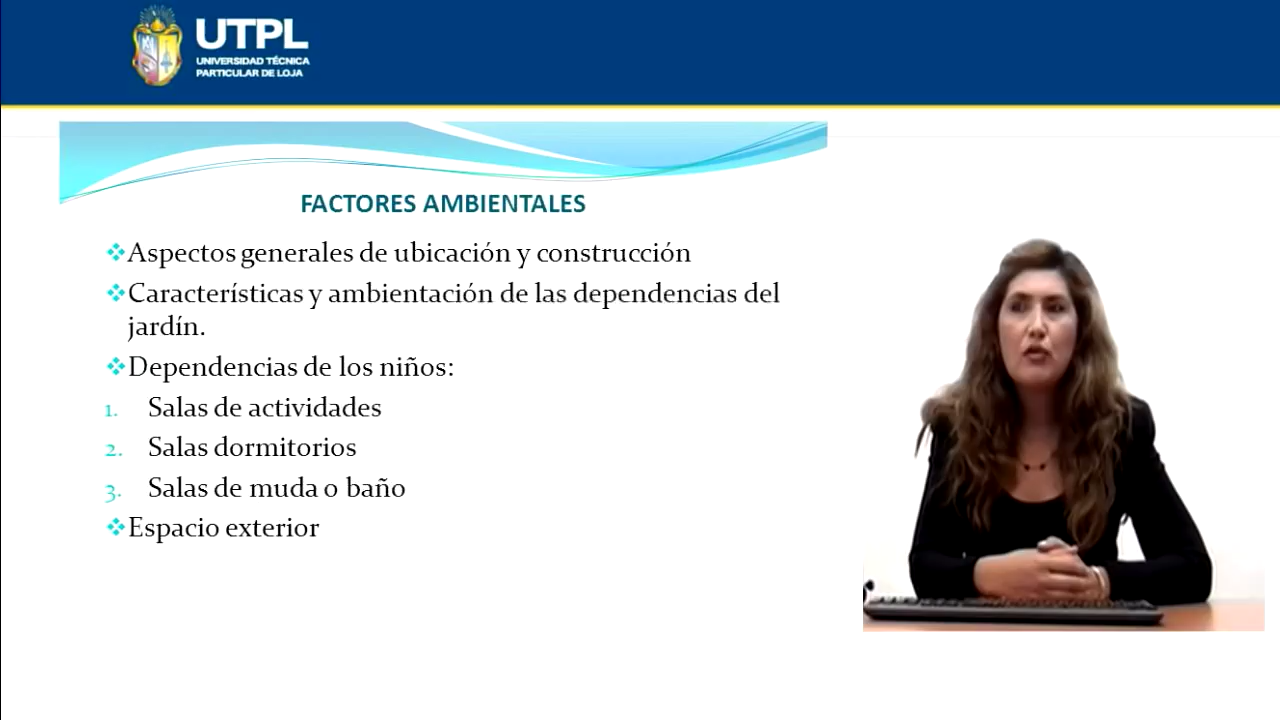 UTPL
UNIVERSIDAD TÉCNICA
PARTICULAR DE LOJA
FACTORES AMBIENTALES
Aspectos generales de ubicación y construcción
Características y ambientación de las dependencias del
jardín.
Dependencias de los niños:
1. Salas de actividades
2. Salas dormitorios
3. Salas de muda o baño
Espacio exterior